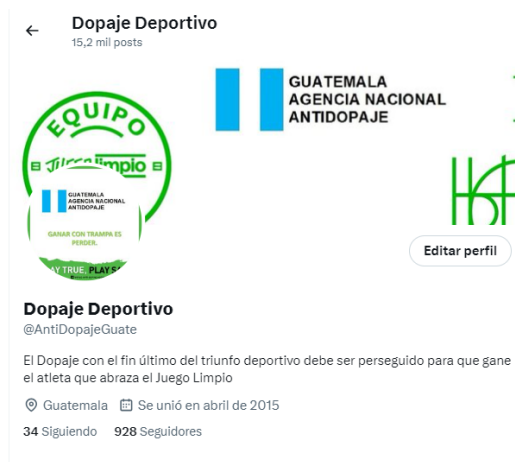 Dopaje Deportivo
15,2 mil posts
GUATEMALA
AGENCIA NACIONAL
ANTIDOPAJE
EQUIPO
limpio
GUATEMALA
AGENCIA NACIONAL
ANTIDOPAJE
GANAR CON TRAMPA ES
PERDER.
TRUE, PLAY
Editar perfil
Dopaje Deportivo
@AntiDopajeGuate
El Dopaje con el fin último del triunfo deportivo debe ser perseguido para que gane
el atleta que abraza el Juego Limpio
Guatemala Se unió en abril de 2015
34 Siguiendo 928 Seguidores